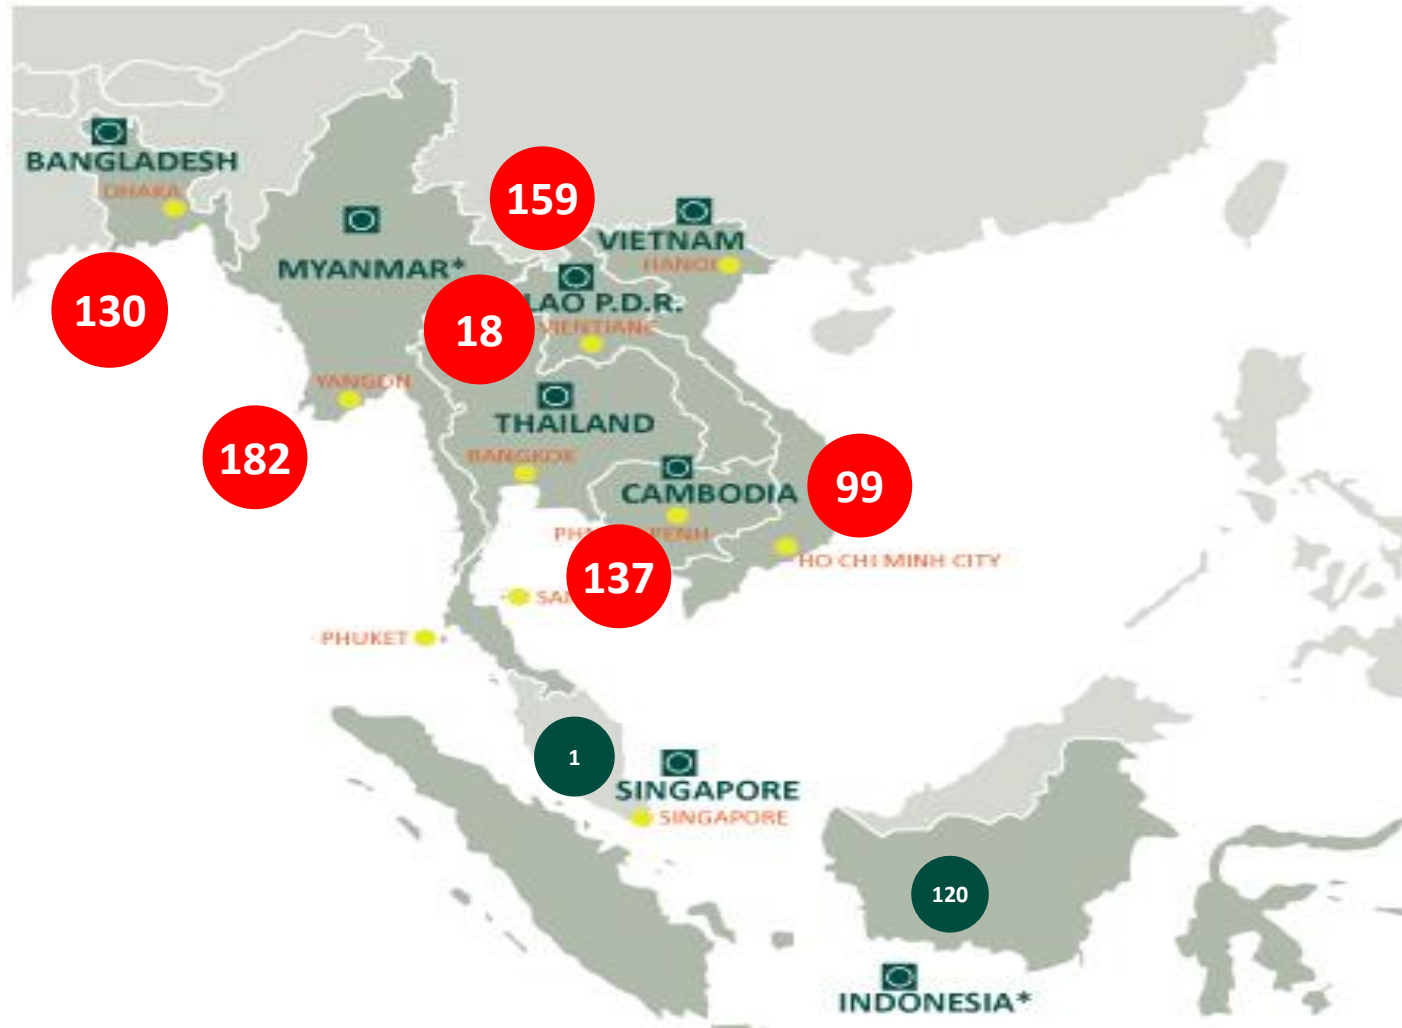 BANGLADESH
DHAKA
159
VIETNAM
HANOI
MYANMAR*
130
18
LAO P.D.R.
VIENTIANE
YANGON
THAILAND
182
BANGKOK
99
CAMBODIA
HO CHI MINH CITY
137
PHUKET
1
SINGAPORE
SINGAPORE
120
INDONESIA*